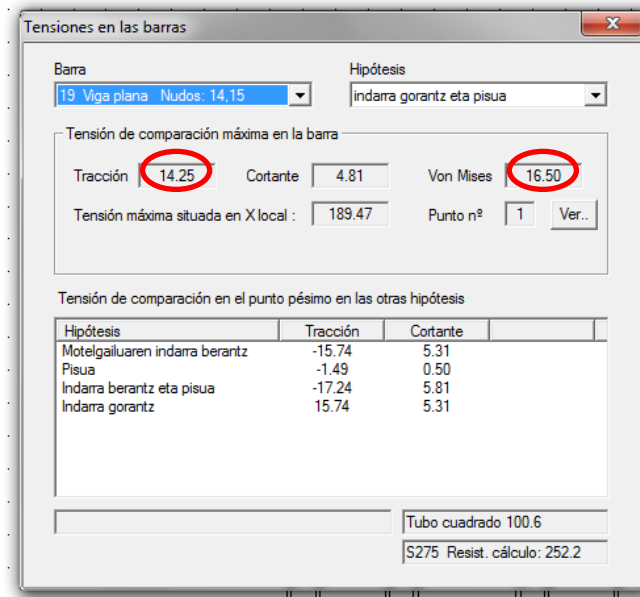 Tensiones en las barras
Barra Hipótesis
19 Viga plana Nudos: 14,15 indarra gorantz eta pisua
Tensión de comparación máxima en la barra
Tracción 14.25 Cortante 4.81 Von Mises 16.50
Tensión máxima situada en X local : 189.47 Punto nº 1 Ver..
Tensión de comparación en el punto pésimo en las otras hipótesis
Hipótesis Tracción Cortante
Motelgailuaren indarra berantz -15.74 5.31
Pisua -1.49 0.50
Indarra berantz eta pisua -17.24 5.81
Indarra gorantz 15.74 5.31
Tubo cuadrado 100.6
S275 Resist. cálculo: 252.2